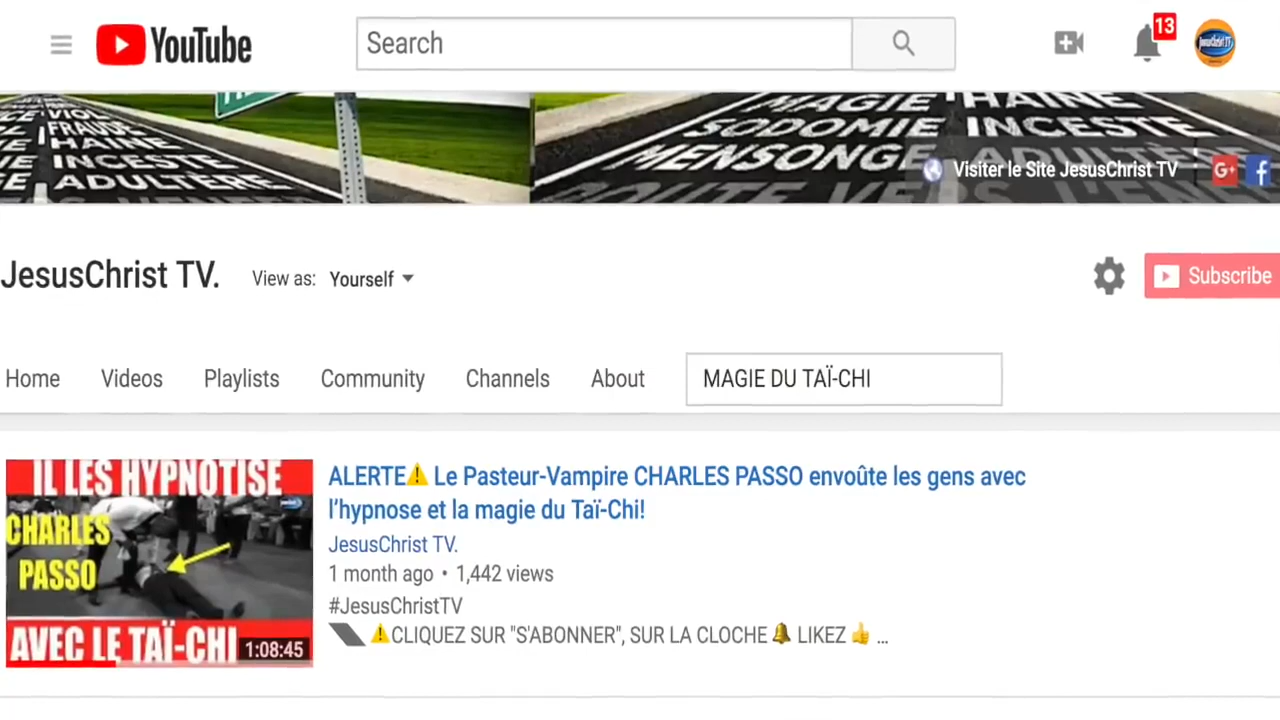 YouTube
Search
13
FRAUDE
HAINE
INCESTE
ADULTÈRE
MAGIE HAINE
SODOMIE INCESTE
MENSONGE
Visiter le Site JesusChrist TV
G+ f
JesusChrist TV.
View as: Yourself
Subscribe
Home Videos Playlists Community Channels About MAGIE DU TAÏ-CHI
IL LES HYPNOTISE
CHARLES
PASSO
AVEC LE TAÏ-CHI
1:08:45
ALERTE⚠ Le Pasteur-Vampire CHARLES PASSO envoûte les gens avec
l’hypnose et la magie du Taï-Chi!
JesusChrist TV.
1 month ago • 1,442 views
#JesusChristTV
⚠CLIQUEZ SUR "S'ABONNER", SUR LA CLOCHE 🔔 LIKEZ 👍 ...